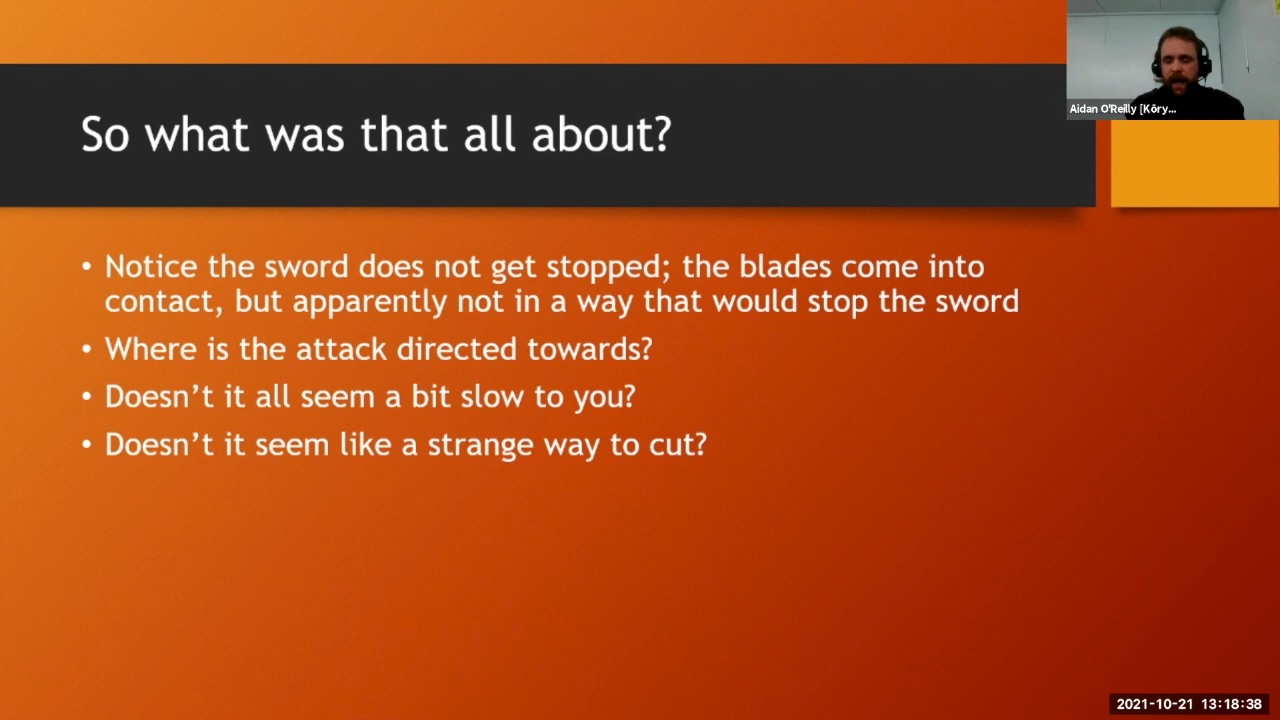 So what was that all about?
Aidan O'Reilly [Kōry...
• Notice the sword does not get stopped; the blades come into
contact, but apparently not in a way that would stop the sword
• Where is the attack directed towards?
• Doesn’t it all seem a bit slow to you?
• Doesn’t it seem like a strange way to cut?
2021-10-21 13:18:38